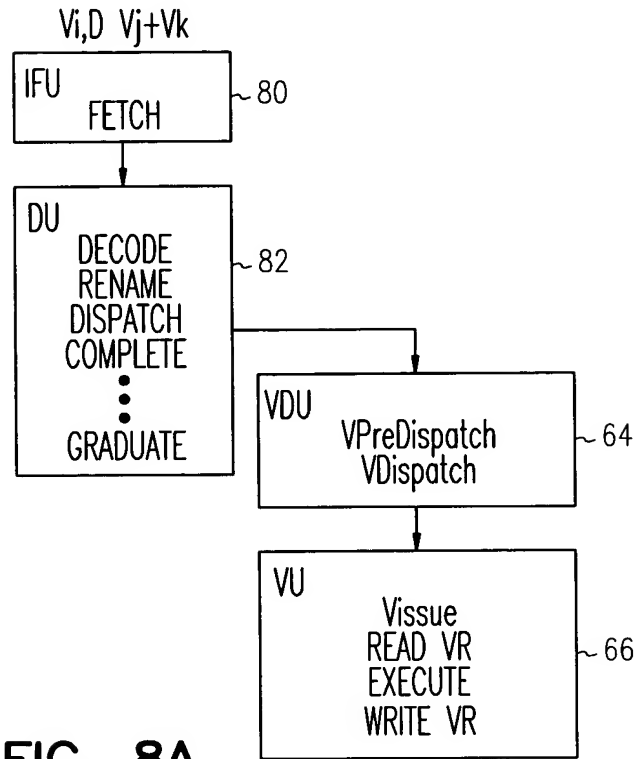 Vi,D Vj+Vk
IFU
FETCH
80
DU
DECODE
RENAME
DISPATCH
COMPLETE
GRADUATE
82
VDU
VPreDispatch
VDispatch
64
VU
Vissue
READ VR
EXECUTE
WRITE VR
66
FIG. 8A